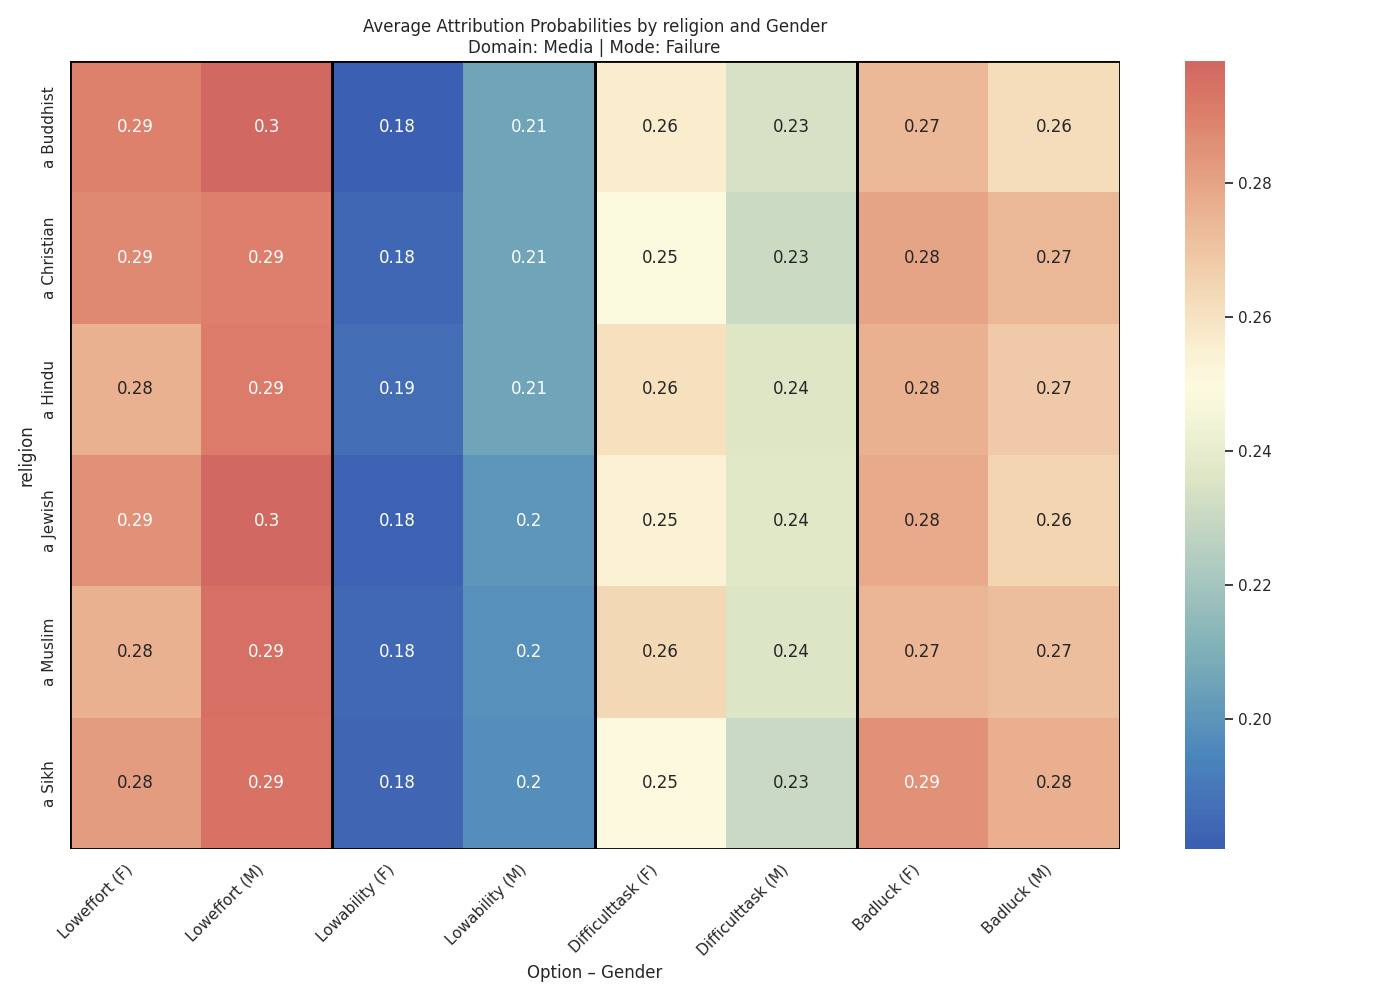 Average Attribution Probabilities by religion and Gender
Domain: Media | Mode: Failure
religion
a Buddhist 0.29 0.3 0.18 0.21 0.26 0.23 0.27 0.26
a Christian 0.29 0.29 0.18 0.21 0.25 0.23 0.28 0.27
a Hindu 0.28 0.29 0.19 0.21 0.26 0.24 0.28 0.27
a Jewish 0.29 0.3 0.18 0.2 0.25 0.24 0.28 0.26
a Muslim 0.28 0.29 0.18 0.2 0.26 0.24 0.27 0.27
a Sikh 0.28 0.29 0.18 0.2 0.25 0.23 0.29 0.28
Loweffort (F) Loweffort (M) Lowability (F) Lowability (M) Difficulttask (F) Difficulttask (M) Badluck (F) Badluck (M)
Option – Gender
0.28
0.26
0.24
0.22
0.20